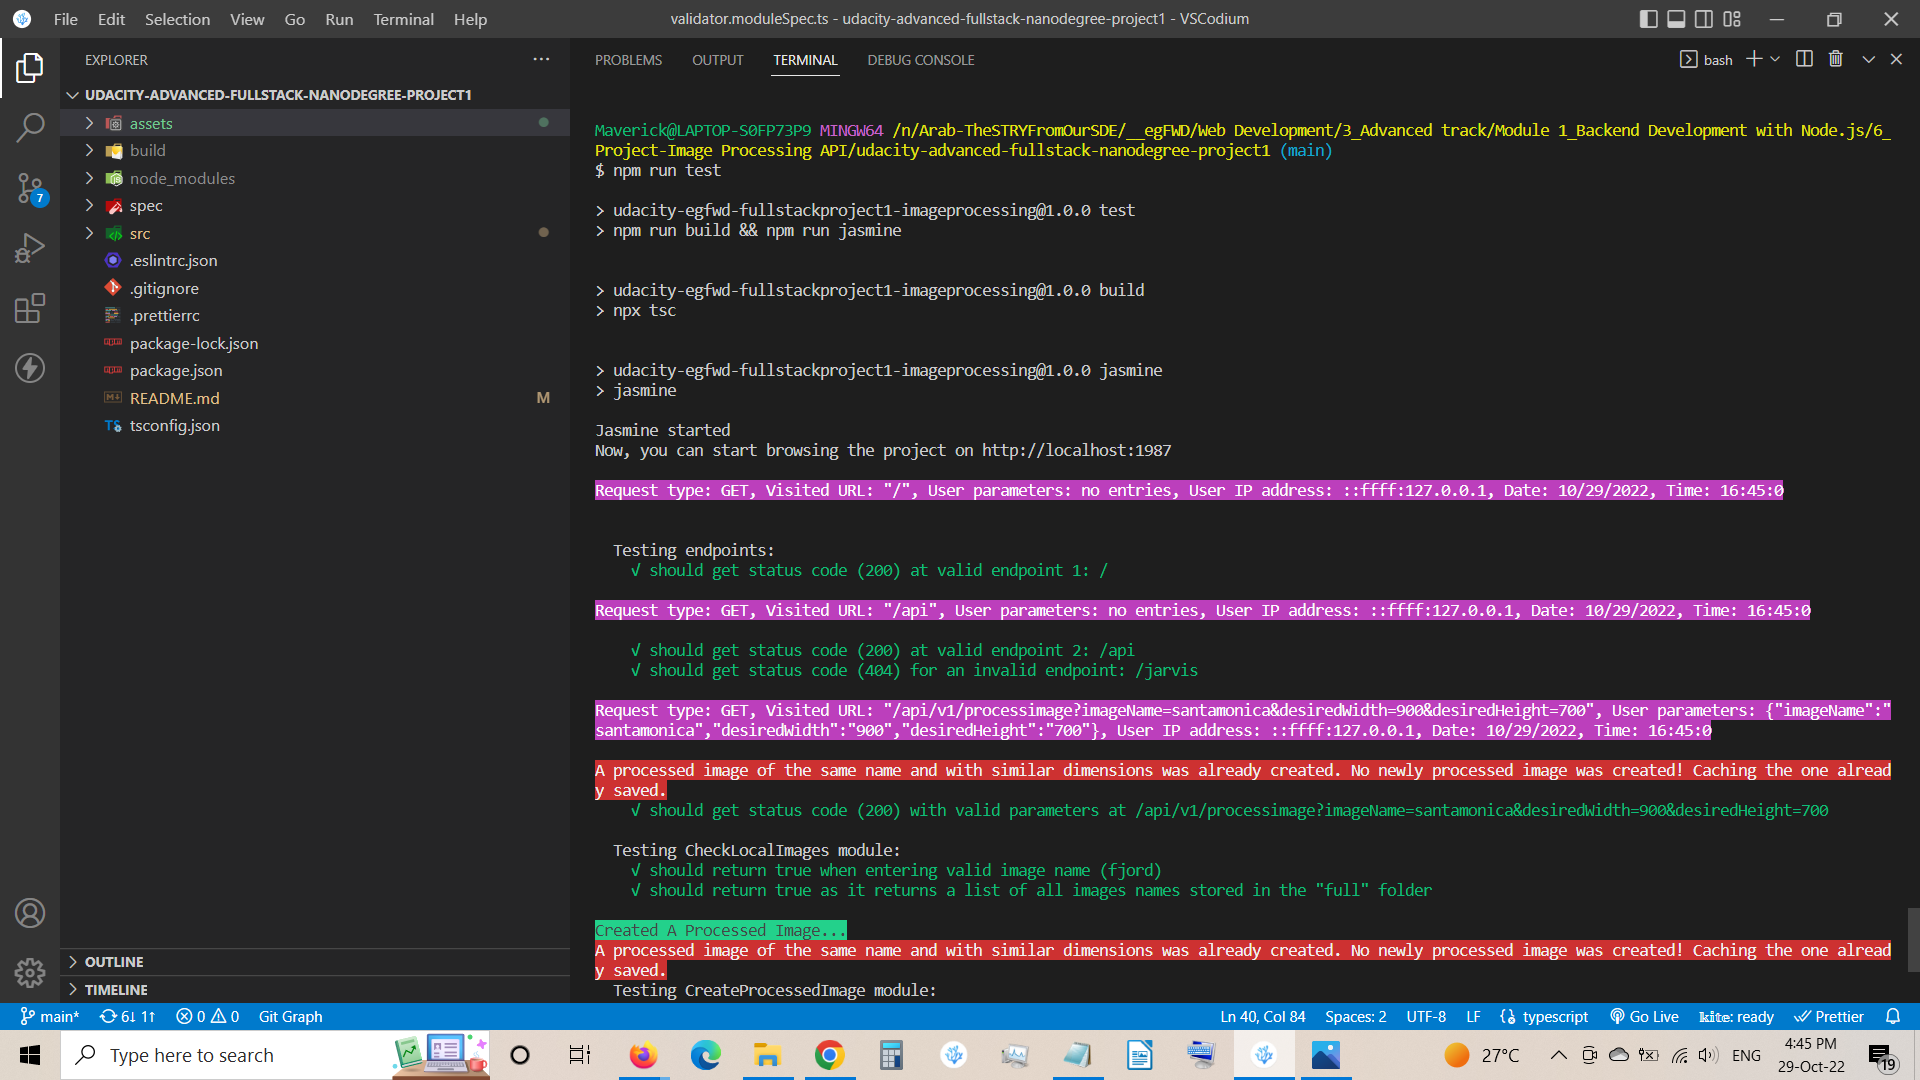 File Edit Selection View Go Run Terminal Help
validator.moduleSpec.ts - udacity-advanced-fullstack-nanodegree-project1 - VSCodium
EXPLORER
UDACITY-ADVANCED-FULLSTACK-NANODEGREE-PROJECT1
assets
build
node_modules
spec
src
.eslintrc.json
.gitignore
.prettierrc
package-lock.json
package.json
README.md M
tsconfig.json
OUTLINE
TIMELINE
7
PROBLEMS OUTPUT TERMINAL DEBUG CONSOLE
bash
Maverick@LAPTOP-S0FP73P9 MINGW64 /n/Arab-TheSTRYFromOurSDE/__egFWD/Web Development/3_Advanced track/Module 1_Backend Development with Node.js/6_
Project-Image Processing API/udacity-advanced-fullstack-nanodegree-project1 (main)
$ npm run test
> udacity-egfwd-fullstackproject1-imageprocessing@1.0.0 test
> npm run build && npm run jasmine
> udacity-egfwd-fullstackproject1-imageprocessing@1.0.0 build
> npx tsc
> udacity-egfwd-fullstackproject1-imageprocessing@1.0.0 jasmine
> jasmine
Jasmine started
Now, you can start browsing the project on http://localhost:1987
Request type: GET, Visited URL: "/", User parameters: no entries, User IP address: ::ffff:127.0.0.1, Date: 10/29/2022, Time: 16:45:0
Testing endpoints:
√ should get status code (200) at valid endpoint 1: /
Request type: GET, Visited URL: "/api", User parameters: no entries, User IP address: ::ffff:127.0.0.1, Date: 10/29/2022, Time: 16:45:0
√ should get status code (200) at valid endpoint 2: /api
√ should get status code (404) for an invalid endpoint: /jarvis
Request type: GET, Visited URL: "/api/v1/processimage?imageName=santamonica&desiredWidth=900&desiredHeight=700", User parameters: {"imageName":"
santamonica","desiredWidth":"900","desiredHeight":"700"}, User IP address: ::ffff:127.0.0.1, Date: 10/29/2022, Time: 16:45:0
A processed image of the same name and with similar dimensions was already created. No newly processed image was created! Caching the one alread
y saved.
√ should get status code (200) with valid parameters at /api/v1/processimage?imageName=santamonica&desiredWidth=900&desiredHeight=700
Testing CheckLocalImages module:
√ should return true when entering valid image name (fjord)
√ should return true as it returns a list of all images names stored in the "full" folder
Created A Processed Image...
A processed image of the same name and with similar dimensions was already created. No newly processed image was created! Caching the one alread
y saved.
Testing CreateProcessedImage module:
main* 6↓ 1↑ 0 0 Git Graph
Ln 40, Col 84 Spaces: 2 UTF-8 LF typescript Go Live kite: ready Prettier
Type here to search
27°C ENG
4:45 PM
29-Oct-22
19